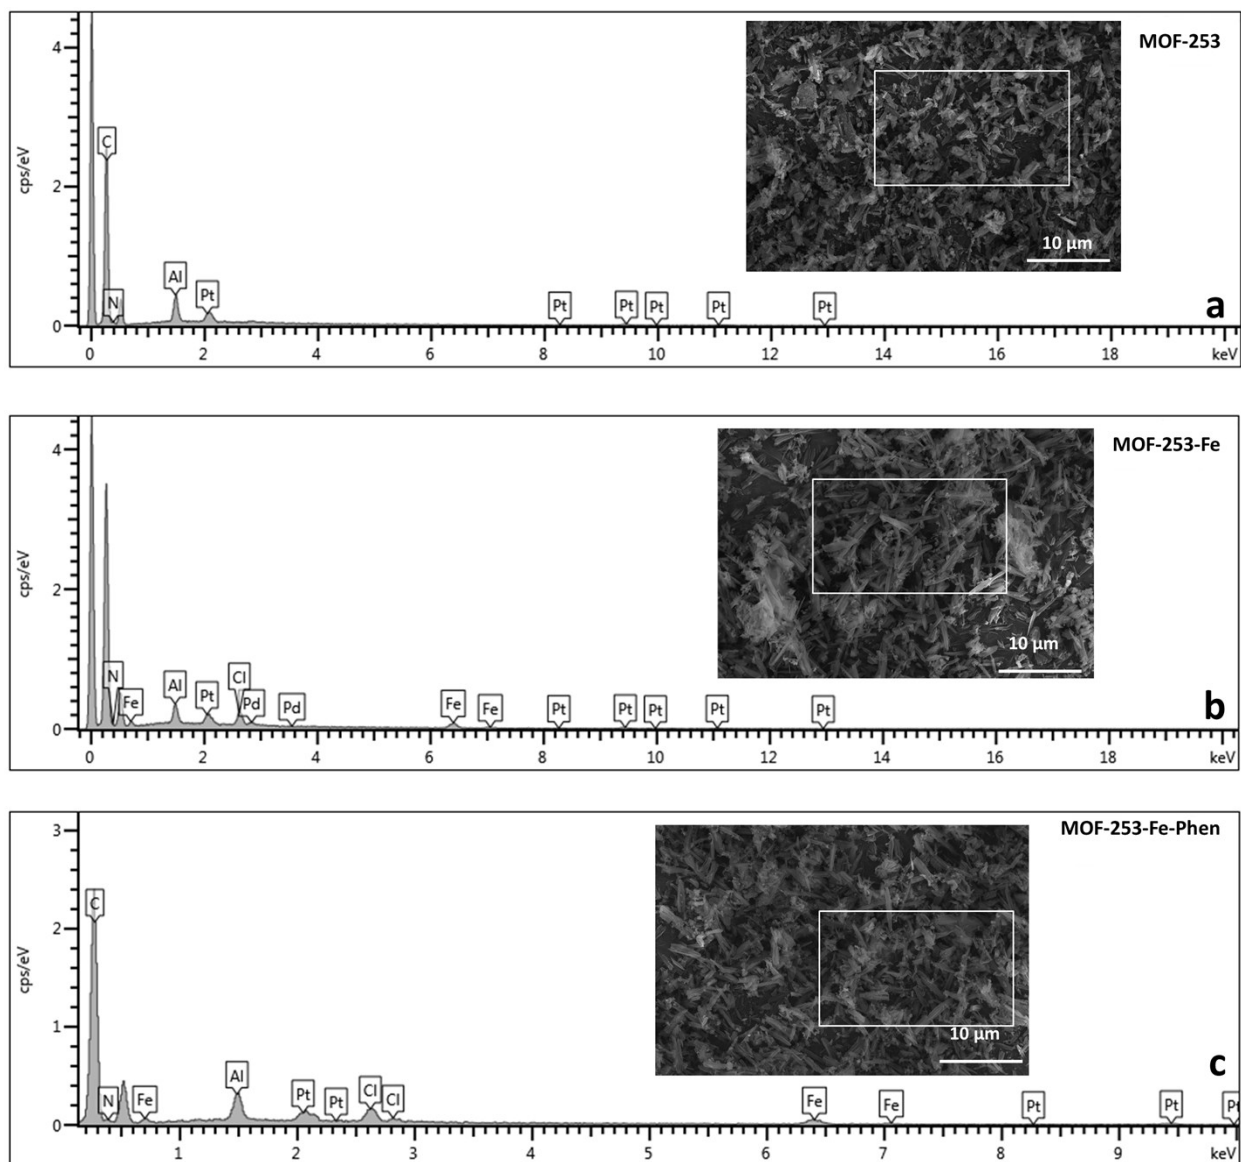 MOF-253
4
C
cps/eV
2
Al
N
Pt
Pt
Pt
Pt
Pt
Pt
10 µm
a
0
0 2 4 6 8 10 12 14 16 18 keV
MOF-253-Fe
4
cps/eV
2
N
Fe
Al
Pt
Cl
Pd
Pd
Fe
Fe
Pt
Pt
Pt
Pt
Pt
10 µm
b
0
0 2 4 6 8 10 12 14 16 18 keV
MOF-253-Fe-Phen
3
C
2
cps/eV
1
N
Fe
Al
Pt
Pt
Cl
Cl
Fe
Fe
Pt
Pt
Pt
10 µm
c
0
1 2 3 4 5 6 7 8 9 keV